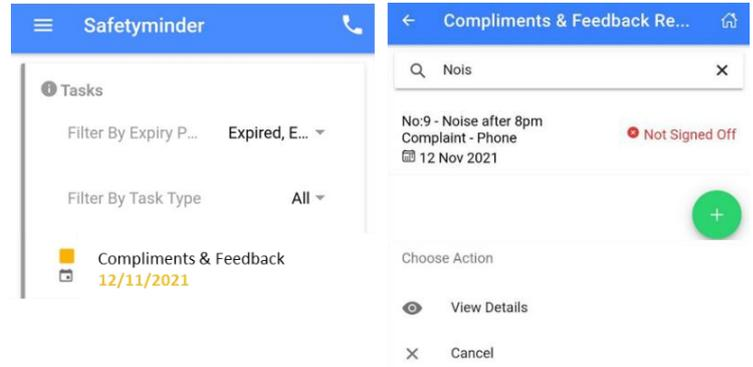 Safetyminder
Tasks
Filter By Expiry P... Expired, E...
Filter By Task Type All
Compliments & Feedback
12/11/2021
Compliments & Feedback Re...
Nois
No:9 - Noise after 8pm
Complaint - Phone
12 Nov 2021
Not Signed Off
Choose Action
View Details
Cancel